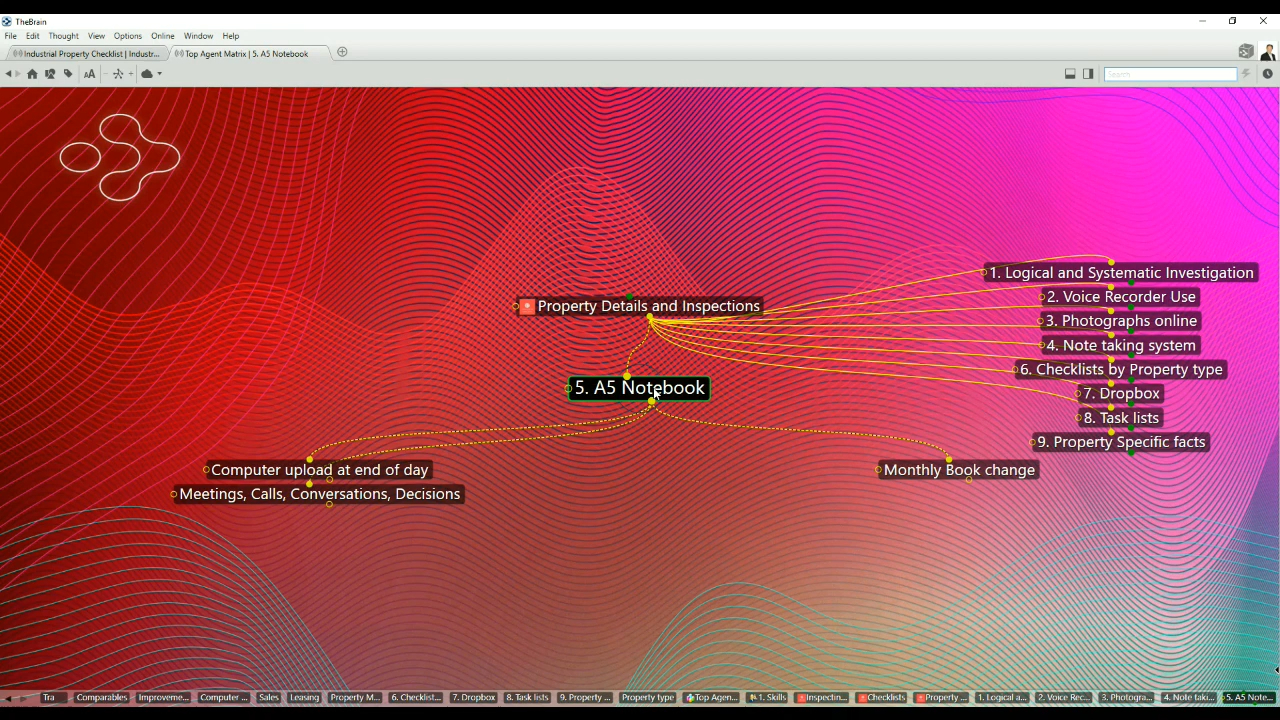 TheBrain
File Edit Thought View Options Online Window Help
Industrial Property Checklist | Industr... Top Agent Matrix | 5. A5 Notebook
AA
Search
1. Logical and Systematic Investigation
2. Voice Recorder Use
Property Details and Inspections
3. Photographs online
4. Note taking system
6. Checklists by Property type
5. A5 Notebook
7. Dropbox
8. Task lists
9. Property Specific facts
Computer upload at end of day
Monthly Book change
Meetings, Calls, Conversations, Decisions
Tra Comparables Improveme... Computer ... Sales Leasing Property M... 6. Checklist... 7. Dropbox 8. Task lists 9. Property ... Property type Top Agen... 1. Skills Inspectin... Checklists Property ... 1. Logical a... 2. Voice Rec... 3. Photogra... 4. Note taki... 5. A5 Note...